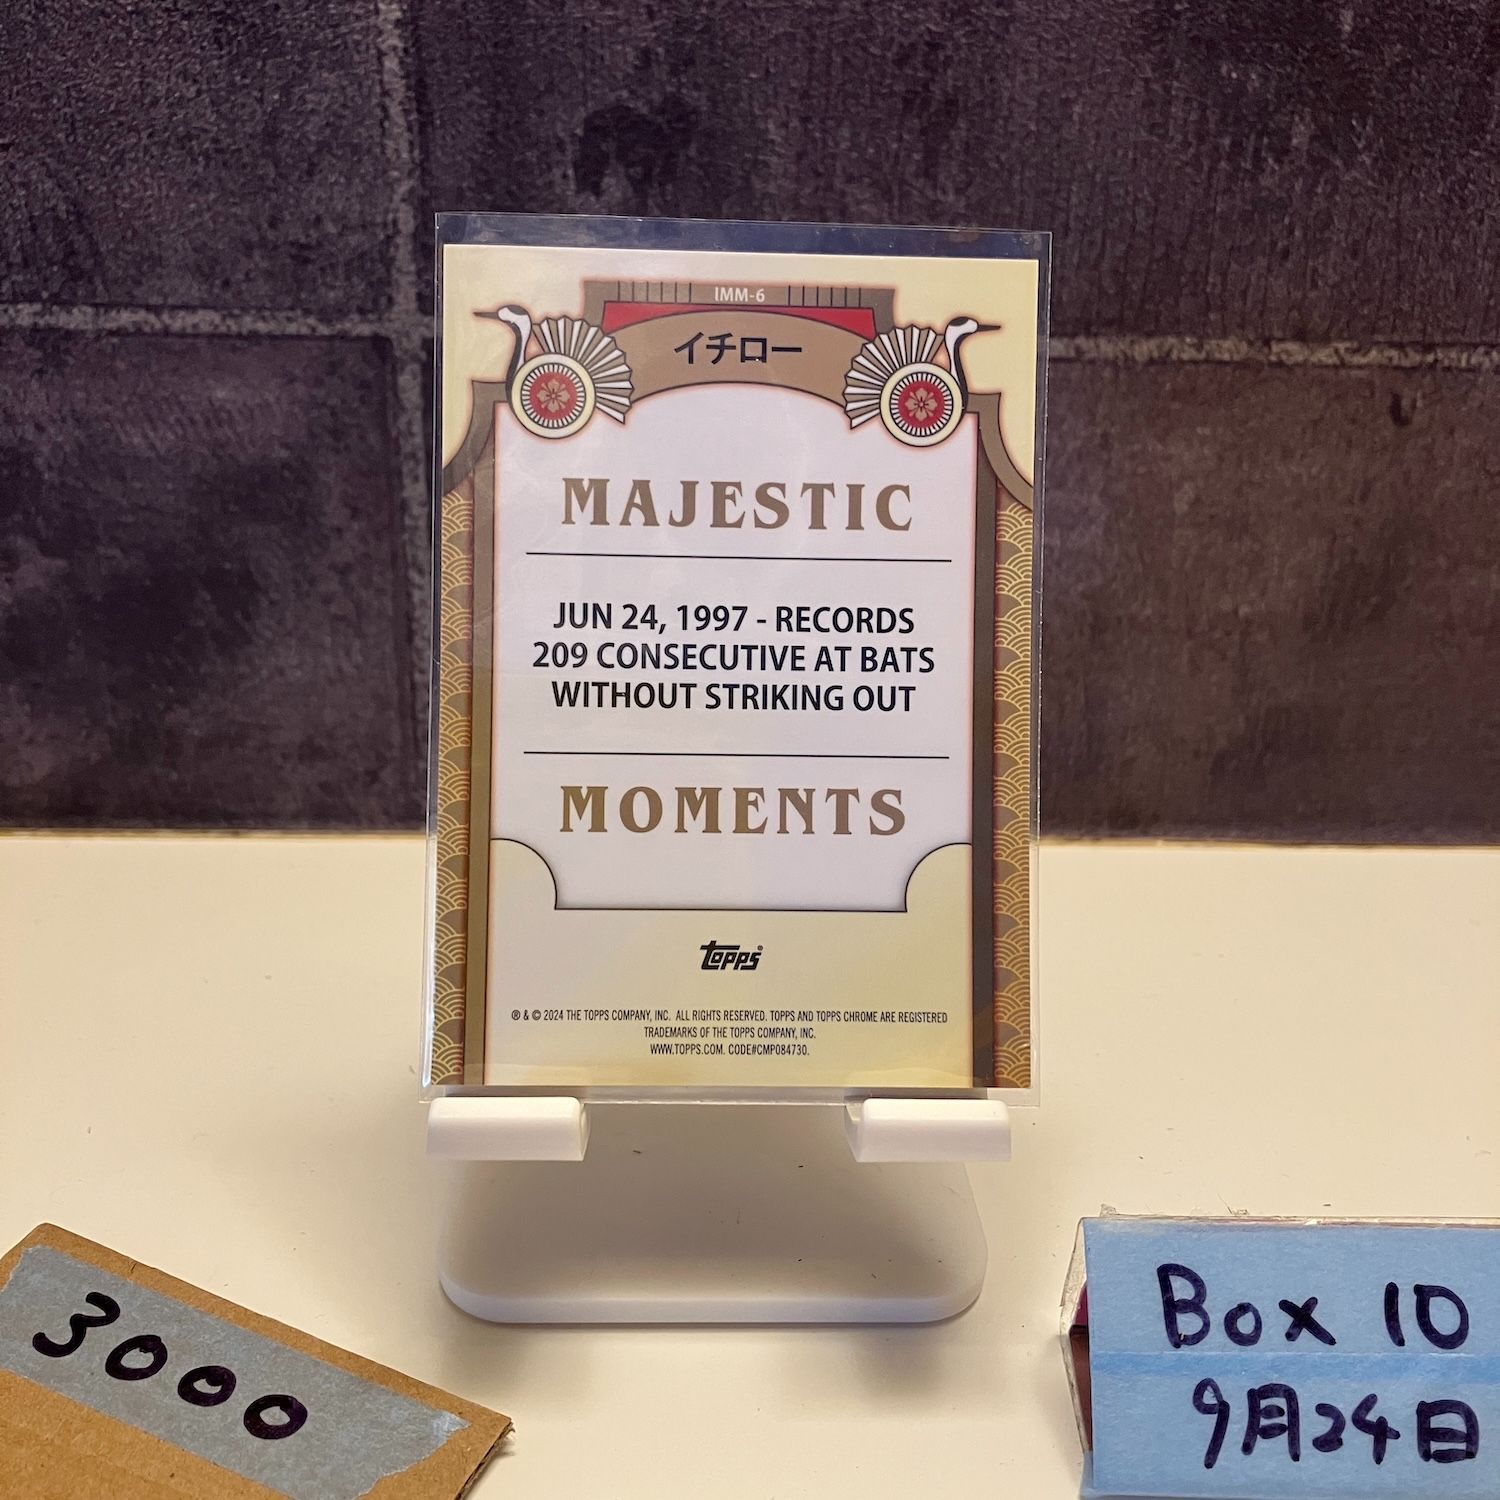 IMM-6
イチロー
MAJESTIC
JUN 24, 1997 - RECORDS
209 CONSECUTIVE AT BATS
WITHOUT STRIKING OUT
MOMENTS
topps®
® & © 2024 THE TOPPS COMPANY, INC. ALL RIGHTS RESERVED. TOPPS AND TOPPS CHROME ARE REGISTERED
TRADEMARKS OF THE TOPPS COMPANY, INC.
WWW.TOPPS.COM. CODE#CMP084730.
3000
Box 10
9月24日